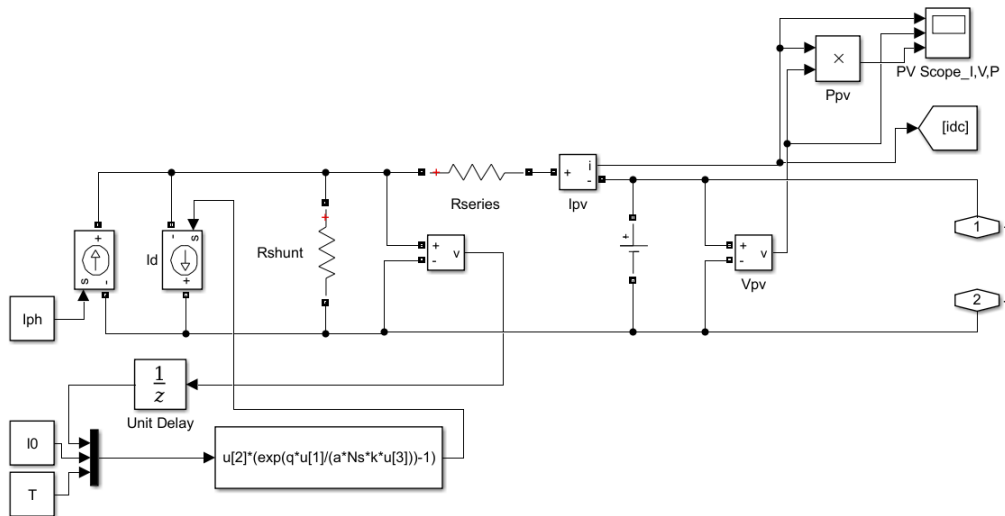 PV Scope_I,V,P
×
Ppv
[idc]
+
Rseries
+
i
-
Ipv
+
s
-
-
s
+
Id
+
Rshunt
+
-
v
+
+
-
v
Vpv
1
2
Iph
1
z
Unit Delay
I0
T
u[2]*(exp(q*u[1]/(a*Ns*k*u[3]))-1)